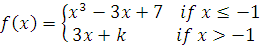 f(x) = { x³ − 3x + 7 if x ≤ −1
3x + k if x > −1